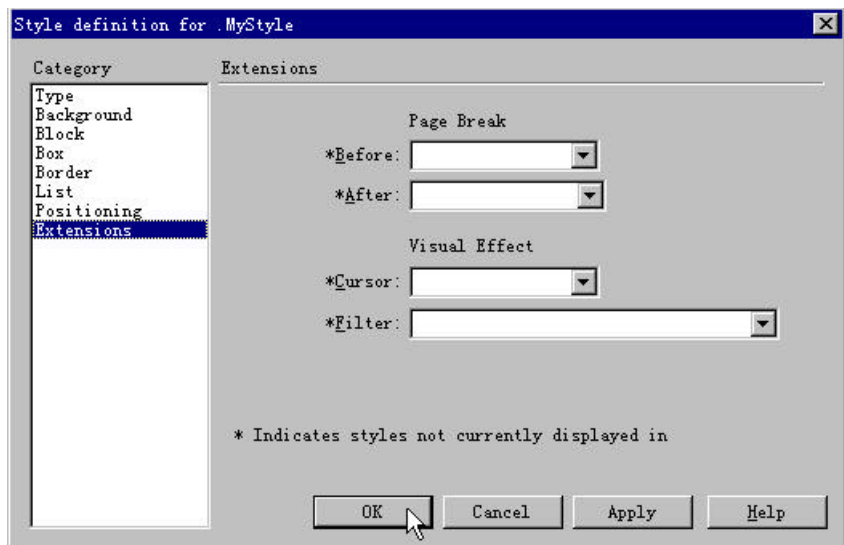 Style definition for .MyStyle
Category
Extensions
Type
Background
Block
Box
Border
List
Positioning
Extensions
Page Break
*Before:
*After:
Visual Effect
*Cursor:
*Filter:
* Indicates styles not currently displayed in
OK Cancel Apply Help